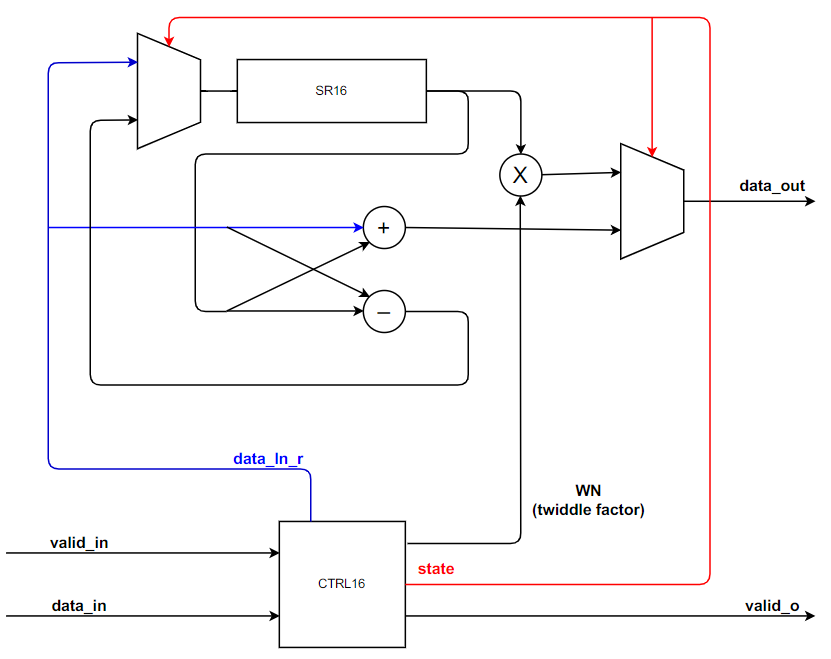 SR16
X
data_out
+
–
data_In_r
WN
(twiddle factor)
valid_in
state
CTRL16
data_in
valid_o